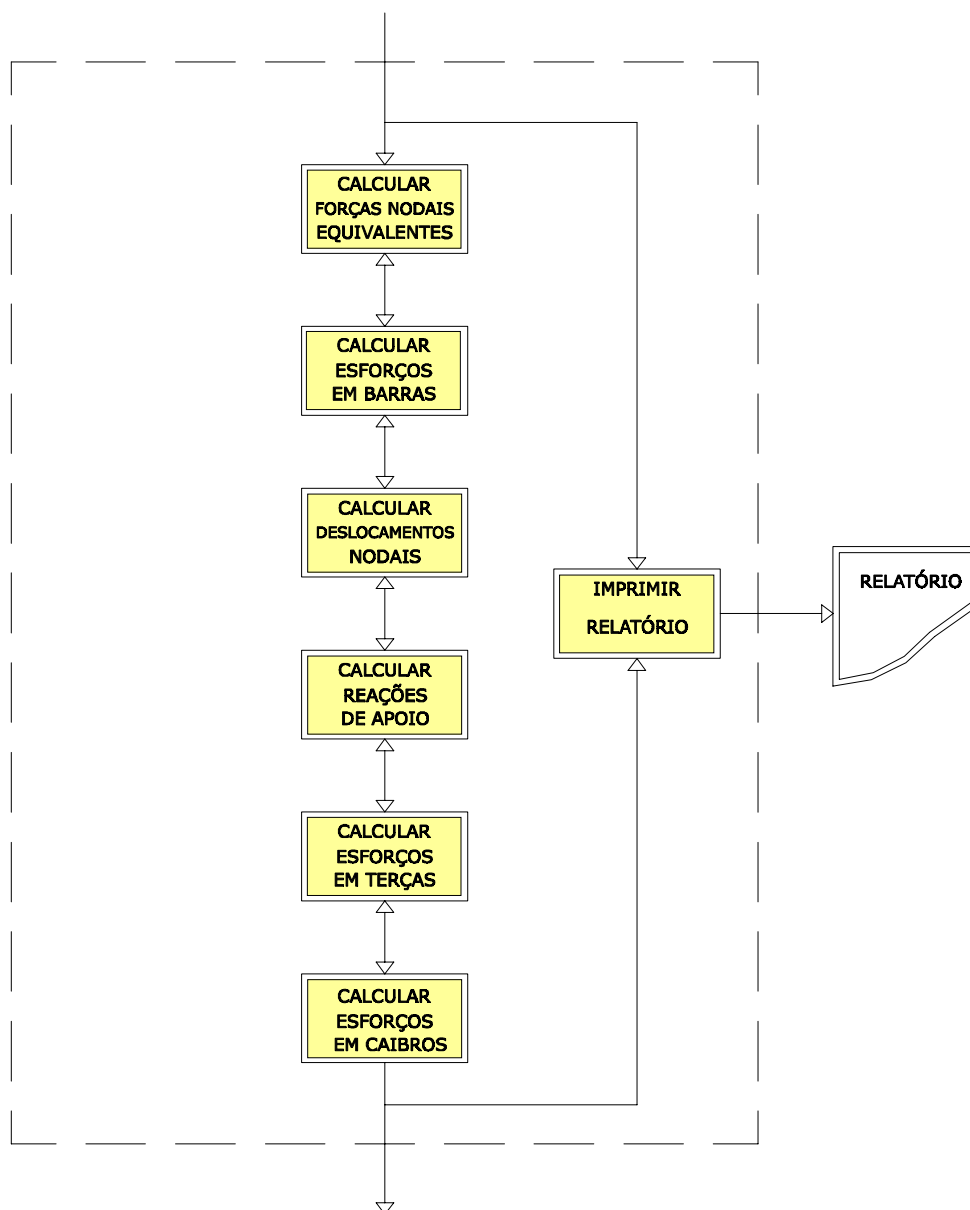 CALCULAR
FORÇAS NODAIS
EQUIVALENTES
CALCULAR
ESFORÇOS
EM BARRAS
CALCULAR
DESLOCAMENTOS
NODAIS
IMPRIMIR
RELATÓRIO
RELATÓRIO
CALCULAR
REAÇÕES
DE APOIO
CALCULAR
ESFORÇOS
EM TERÇAS
CALCULAR
ESFORÇOS
EM CAIBROS